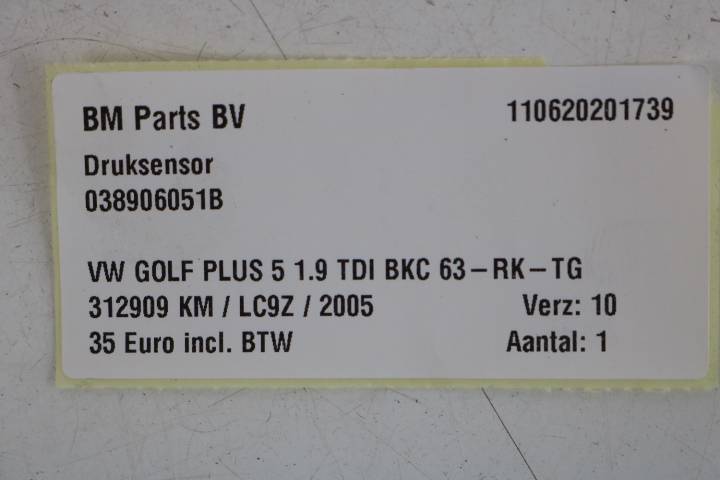 BM Parts BV 110620201739
Druksensor
038906051B
VW GOLF PLUS 5 1.9 TDI BKC 63-RK-TG
312909 KM / LC9Z / 2005 Verz: 10
35 Euro incl. BTW Aantal: 1